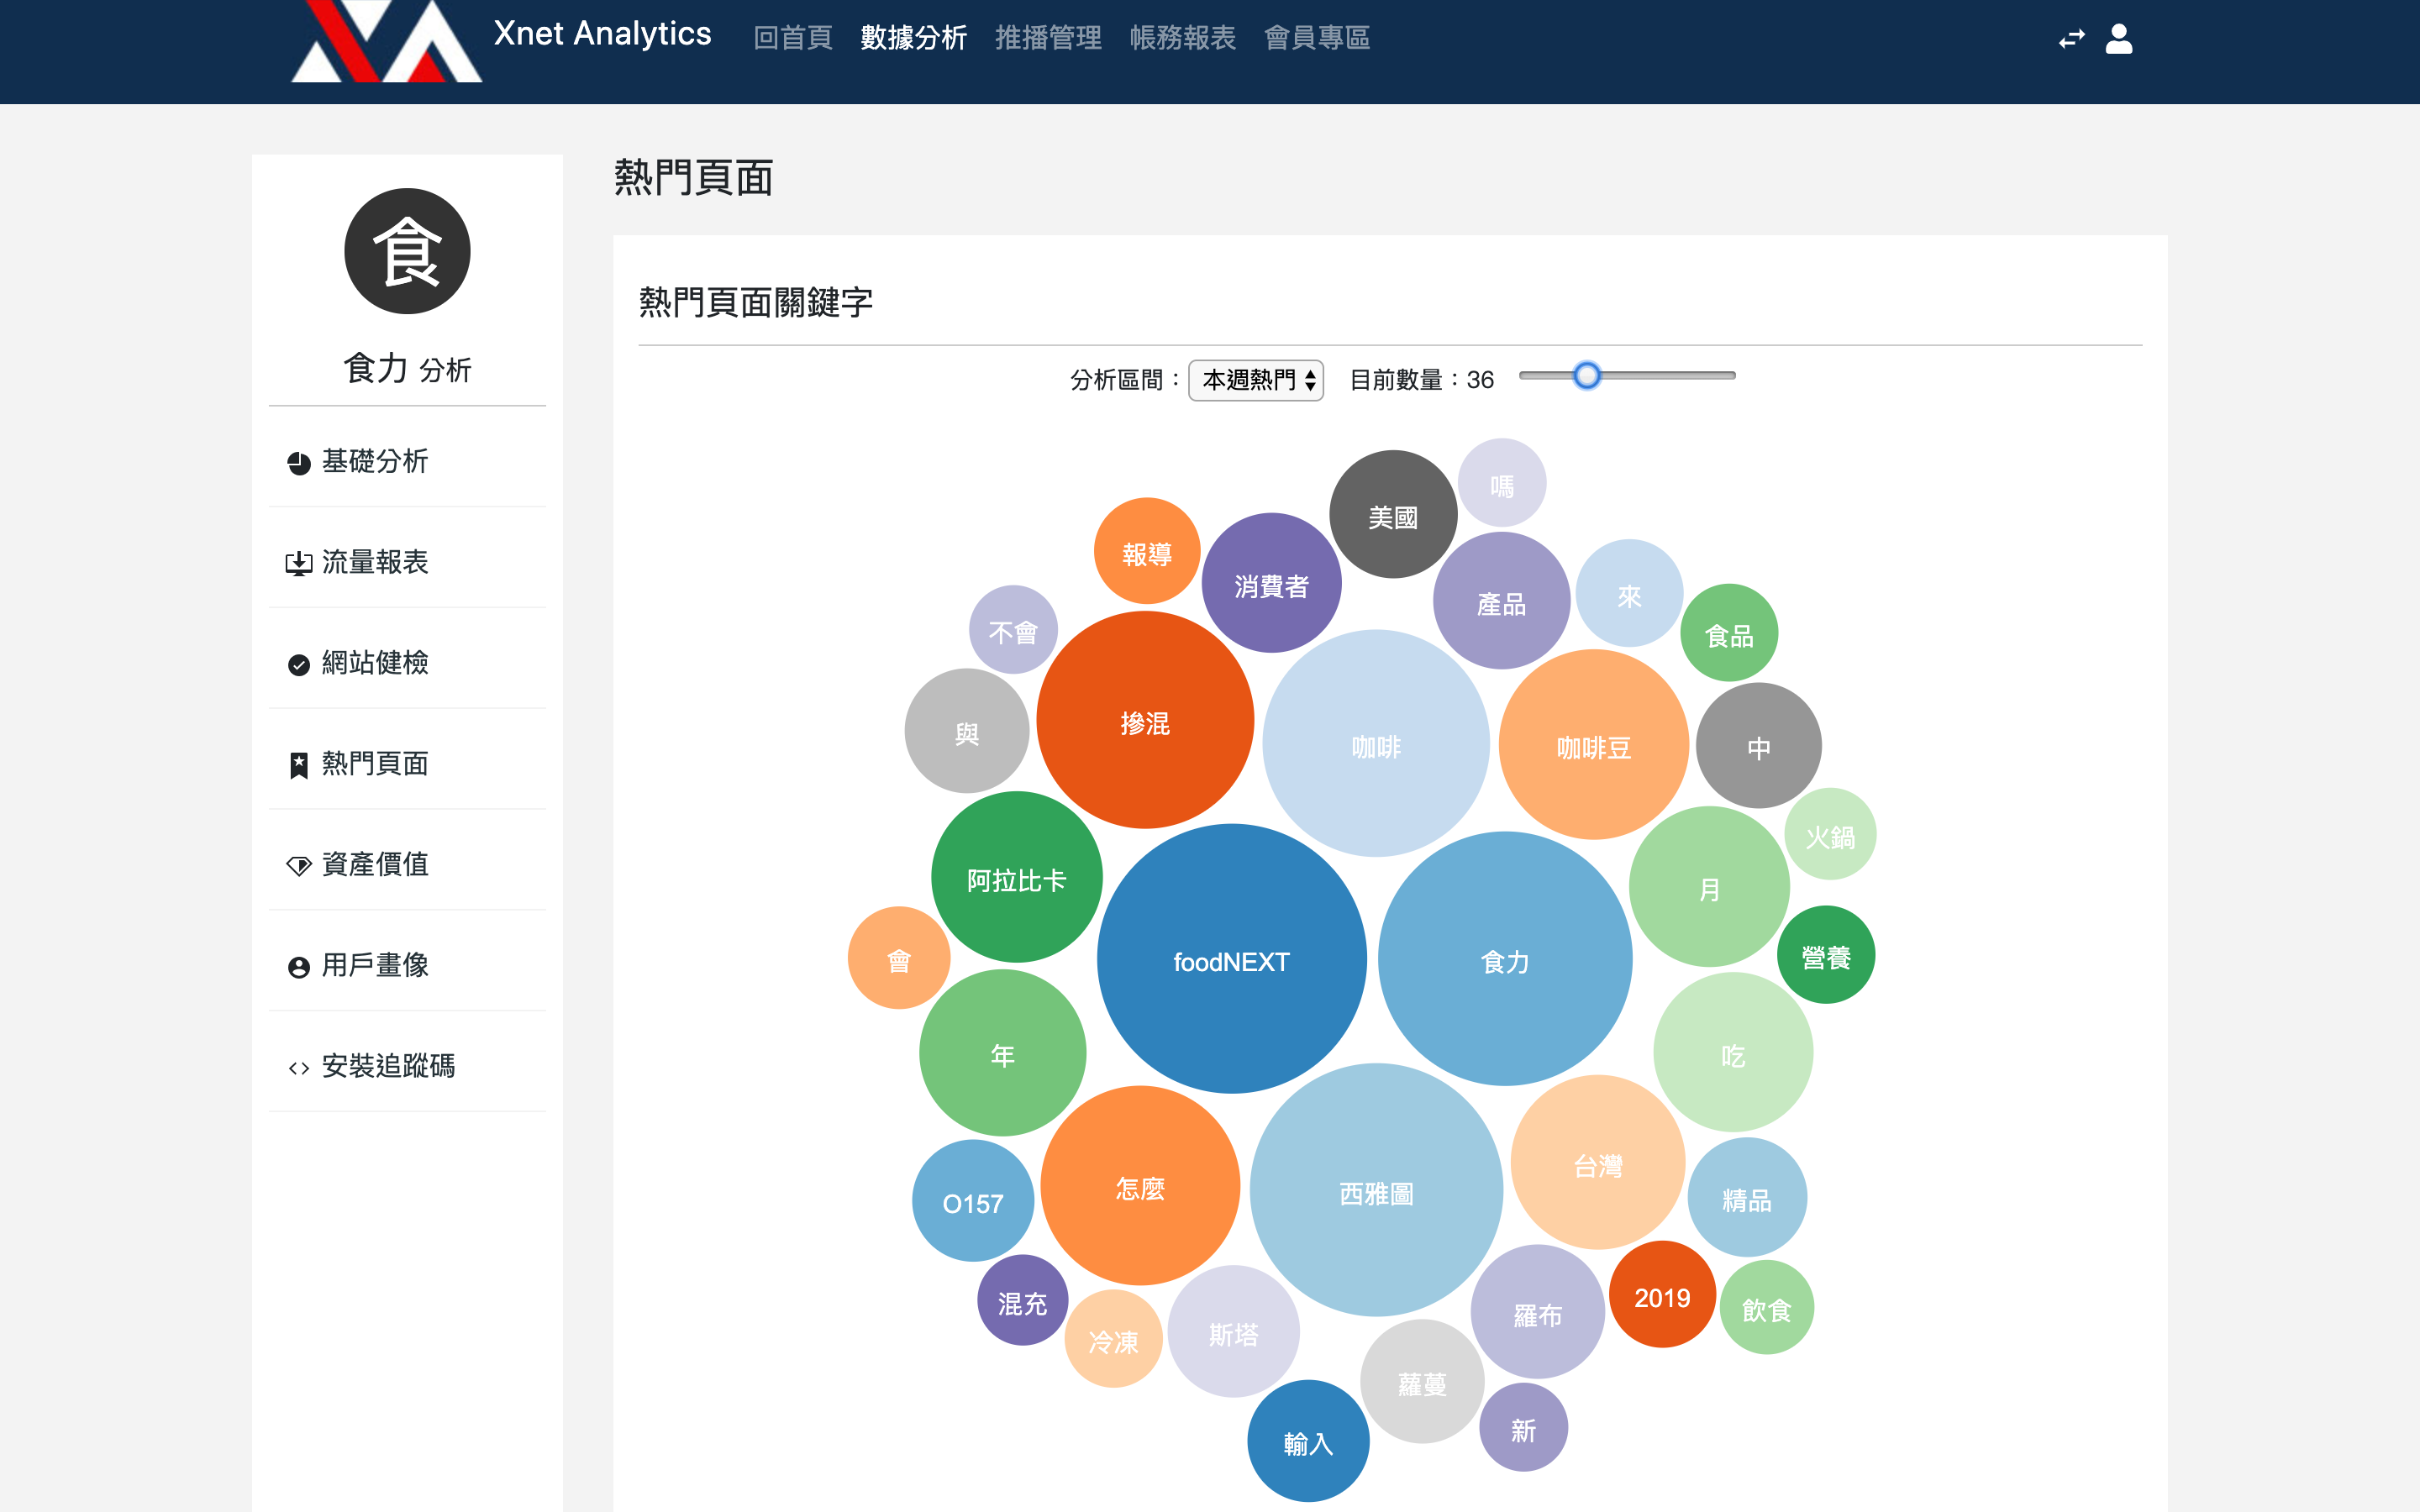 Xnet Analytics
回首頁 數據分析 推播管理 帳務報表 會員專區
食
食力 分析
基礎分析
流量報表
網站健檢
熱門頁面
資產價值
用戶畫像
安裝追蹤碼
熱門頁面
熱門頁面關鍵字
分析區間：本週熱門 目前數量：36
嗎
美國
報導
消費者
產品
來
不會
食品
與
摻混
咖啡
咖啡豆
中
火鍋
阿拉比卡
月
會
foodNEXT
食力
營養
年
吃
O157
怎麼
西雅圖
台灣
精品
混充
冷凍
斯塔
羅布
2019
飲食
蘿蔓
輸入
新